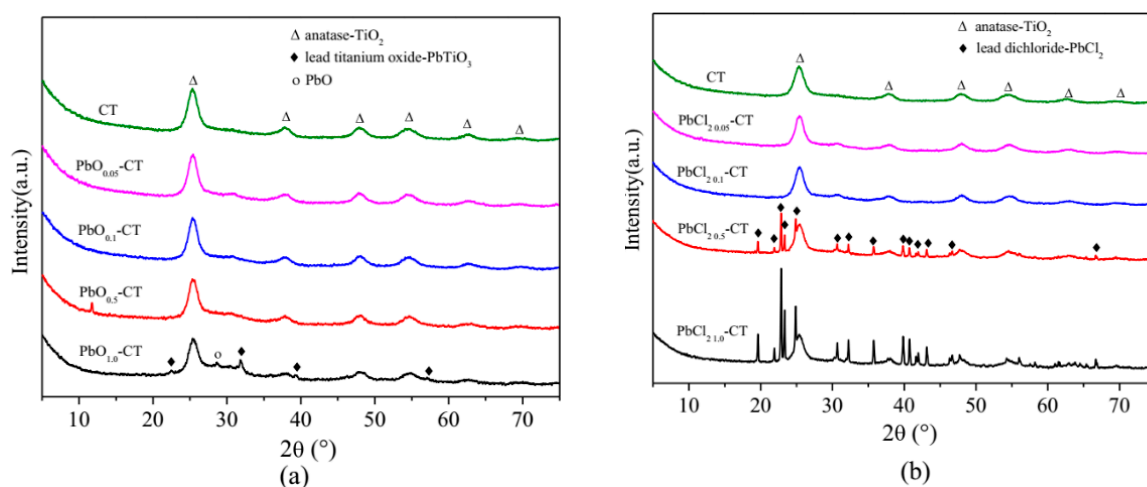 (a)
Δ anatase-TiO₂
♦ lead titanium oxide-PbTiO₃
o PbO
Δ
CT
Δ
Δ
Δ
Δ
Δ
PbO₀.₀₅-CT
PbO₀.₁-CT
PbO₀.₅-CT
PbO₁.₀-CT
♦
o
♦
♦
♦
Intensity(a.u.)
10 20 30 40 50 60 70
2θ (°)
(a)
(b)
Δ anatase-TiO₂
♦ lead dichloride-PbCl₂
Δ
CT
Δ
Δ
Δ
Δ
Δ
PbCl₂ ₀.₀₅-CT
PbCl₂ ₀.₁-CT
PbCl₂ ₀.₅-CT
♦ ♦ ♦ ♦ ♦ ♦ ♦ ♦ ♦ ♦ ♦ ♦ ♦
PbCl₂ ₁.₀-CT
Intensity(a.u.)
10 20 30 40 50 60 70
2θ (°)
(b)